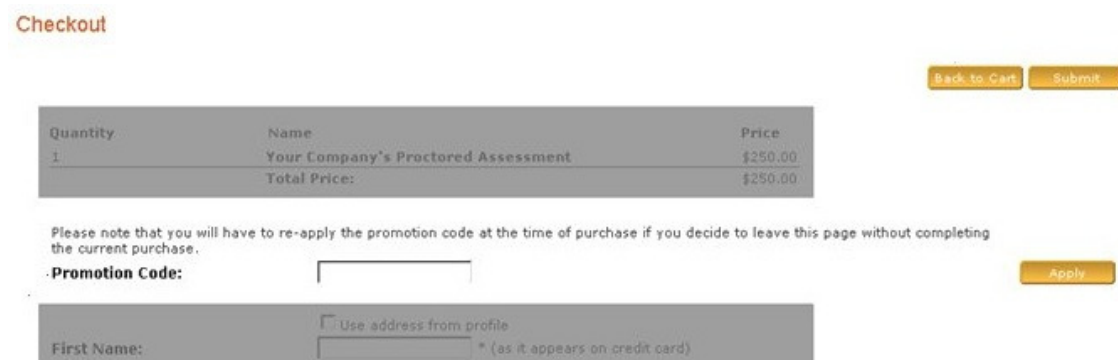 Checkout
Back to Cart Submit
Quantity Name Price
1 Your Company's Proctored Assessment $250.00
Total Price: $250.00
Please note that you will have to re-apply the promotion code at the time of purchase if you decide to leave this page without completing
the current purchase.
Promotion Code: Apply
Use address from profile
First Name: * (as it appears on credit card)